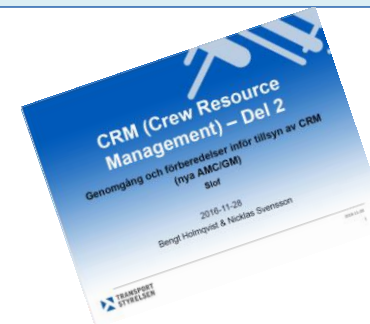 CRM (Crew Resource
Management) – Del 2
Genomgång och förberedelser inför tillsyn av CRM
(nya AMC/GM)
Slof
2016-11-28
Bengt Holmqvist & Nicklas Svensson
TRANSPORT
STYRELSEN